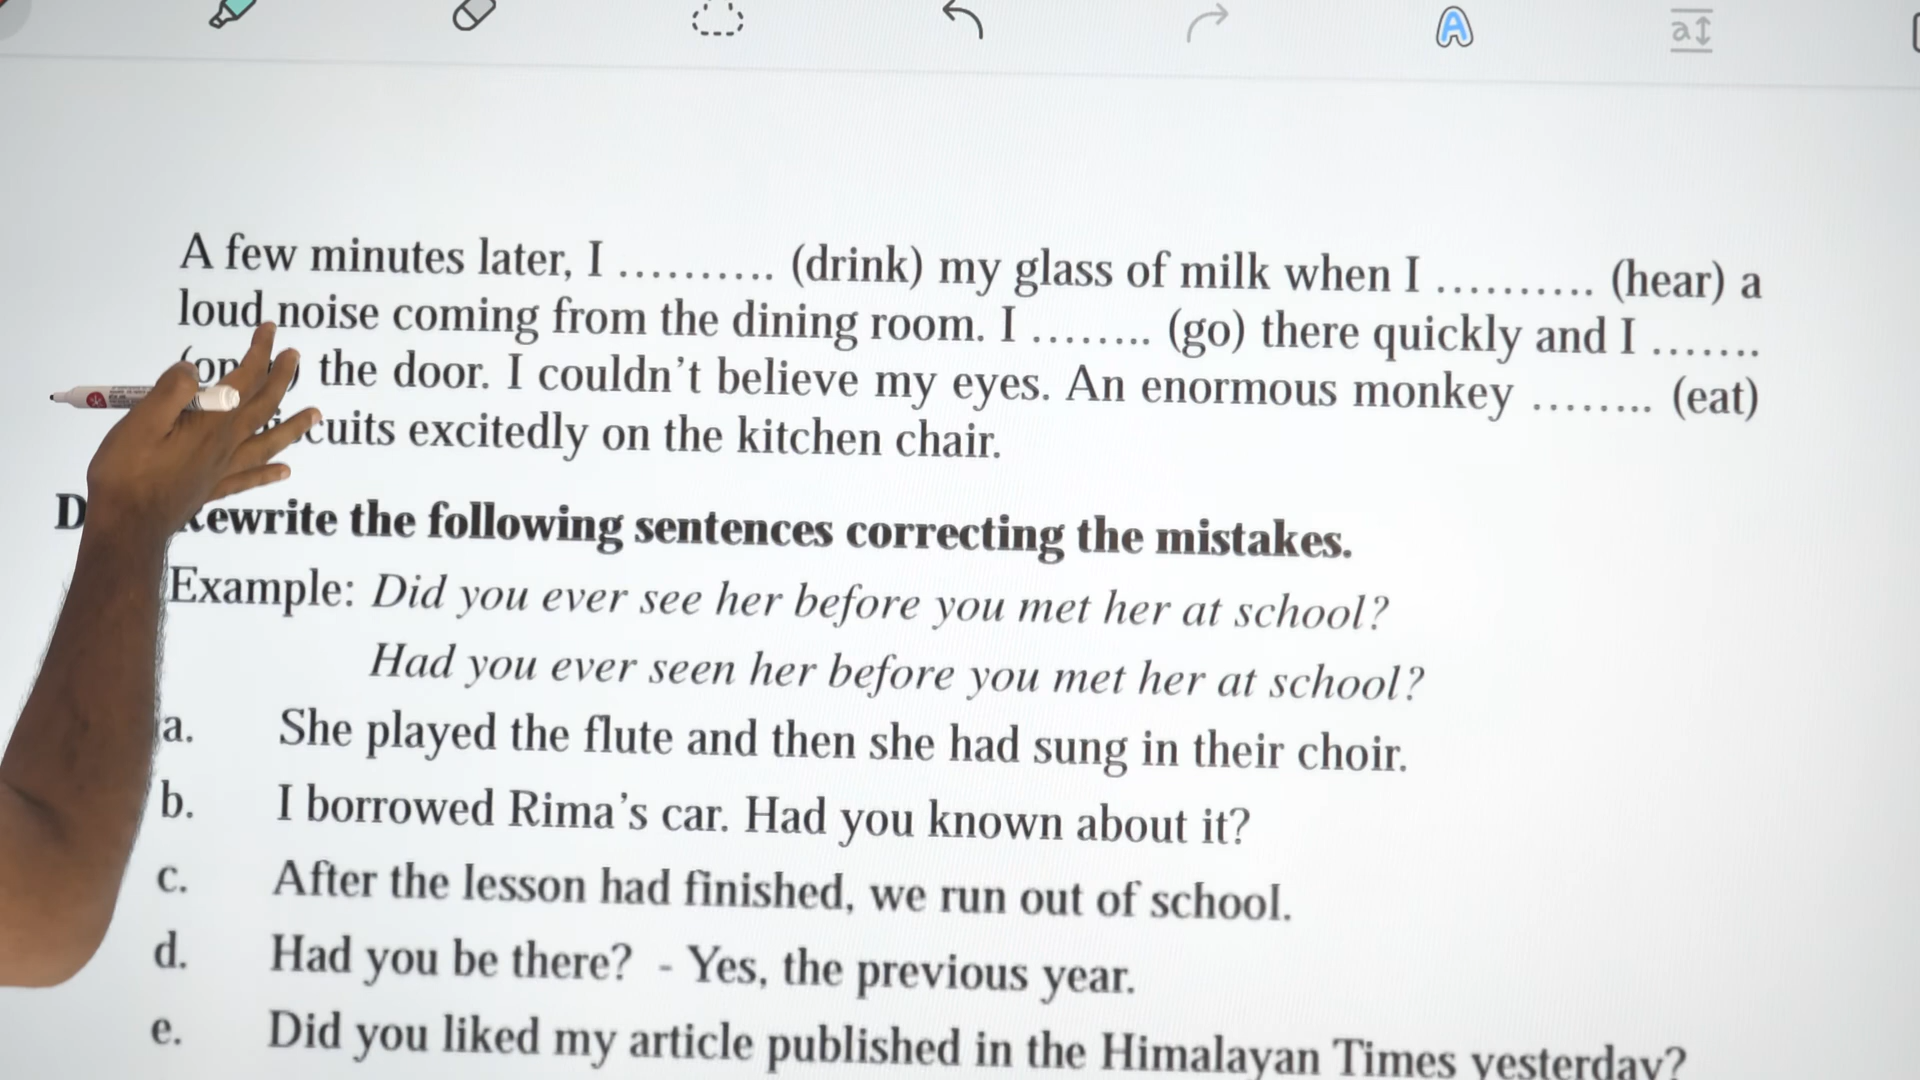 A few minutes later, I .......... (drink) my glass of milk when I .......... (hear) a
loud noise coming from the dining room. I ........ (go) there quickly and I .......
the door. I couldn't believe my eyes. An enormous monkey ........ (eat)
excitedly on the kitchen chair.
D Rewrite the following sentences correcting the mistakes.
Example: Did you ever see her before you met her at school?
Had you ever seen her before you met her at school?
a. She played the flute and then she had sung in their choir.
b. I borrowed Rima's car. Had you known about it?
c. After the lesson had finished, we run out of school.
d. Had you be there? - Yes, the previous year.
e. Did you liked my article published in the Himalayan Times yesterday?